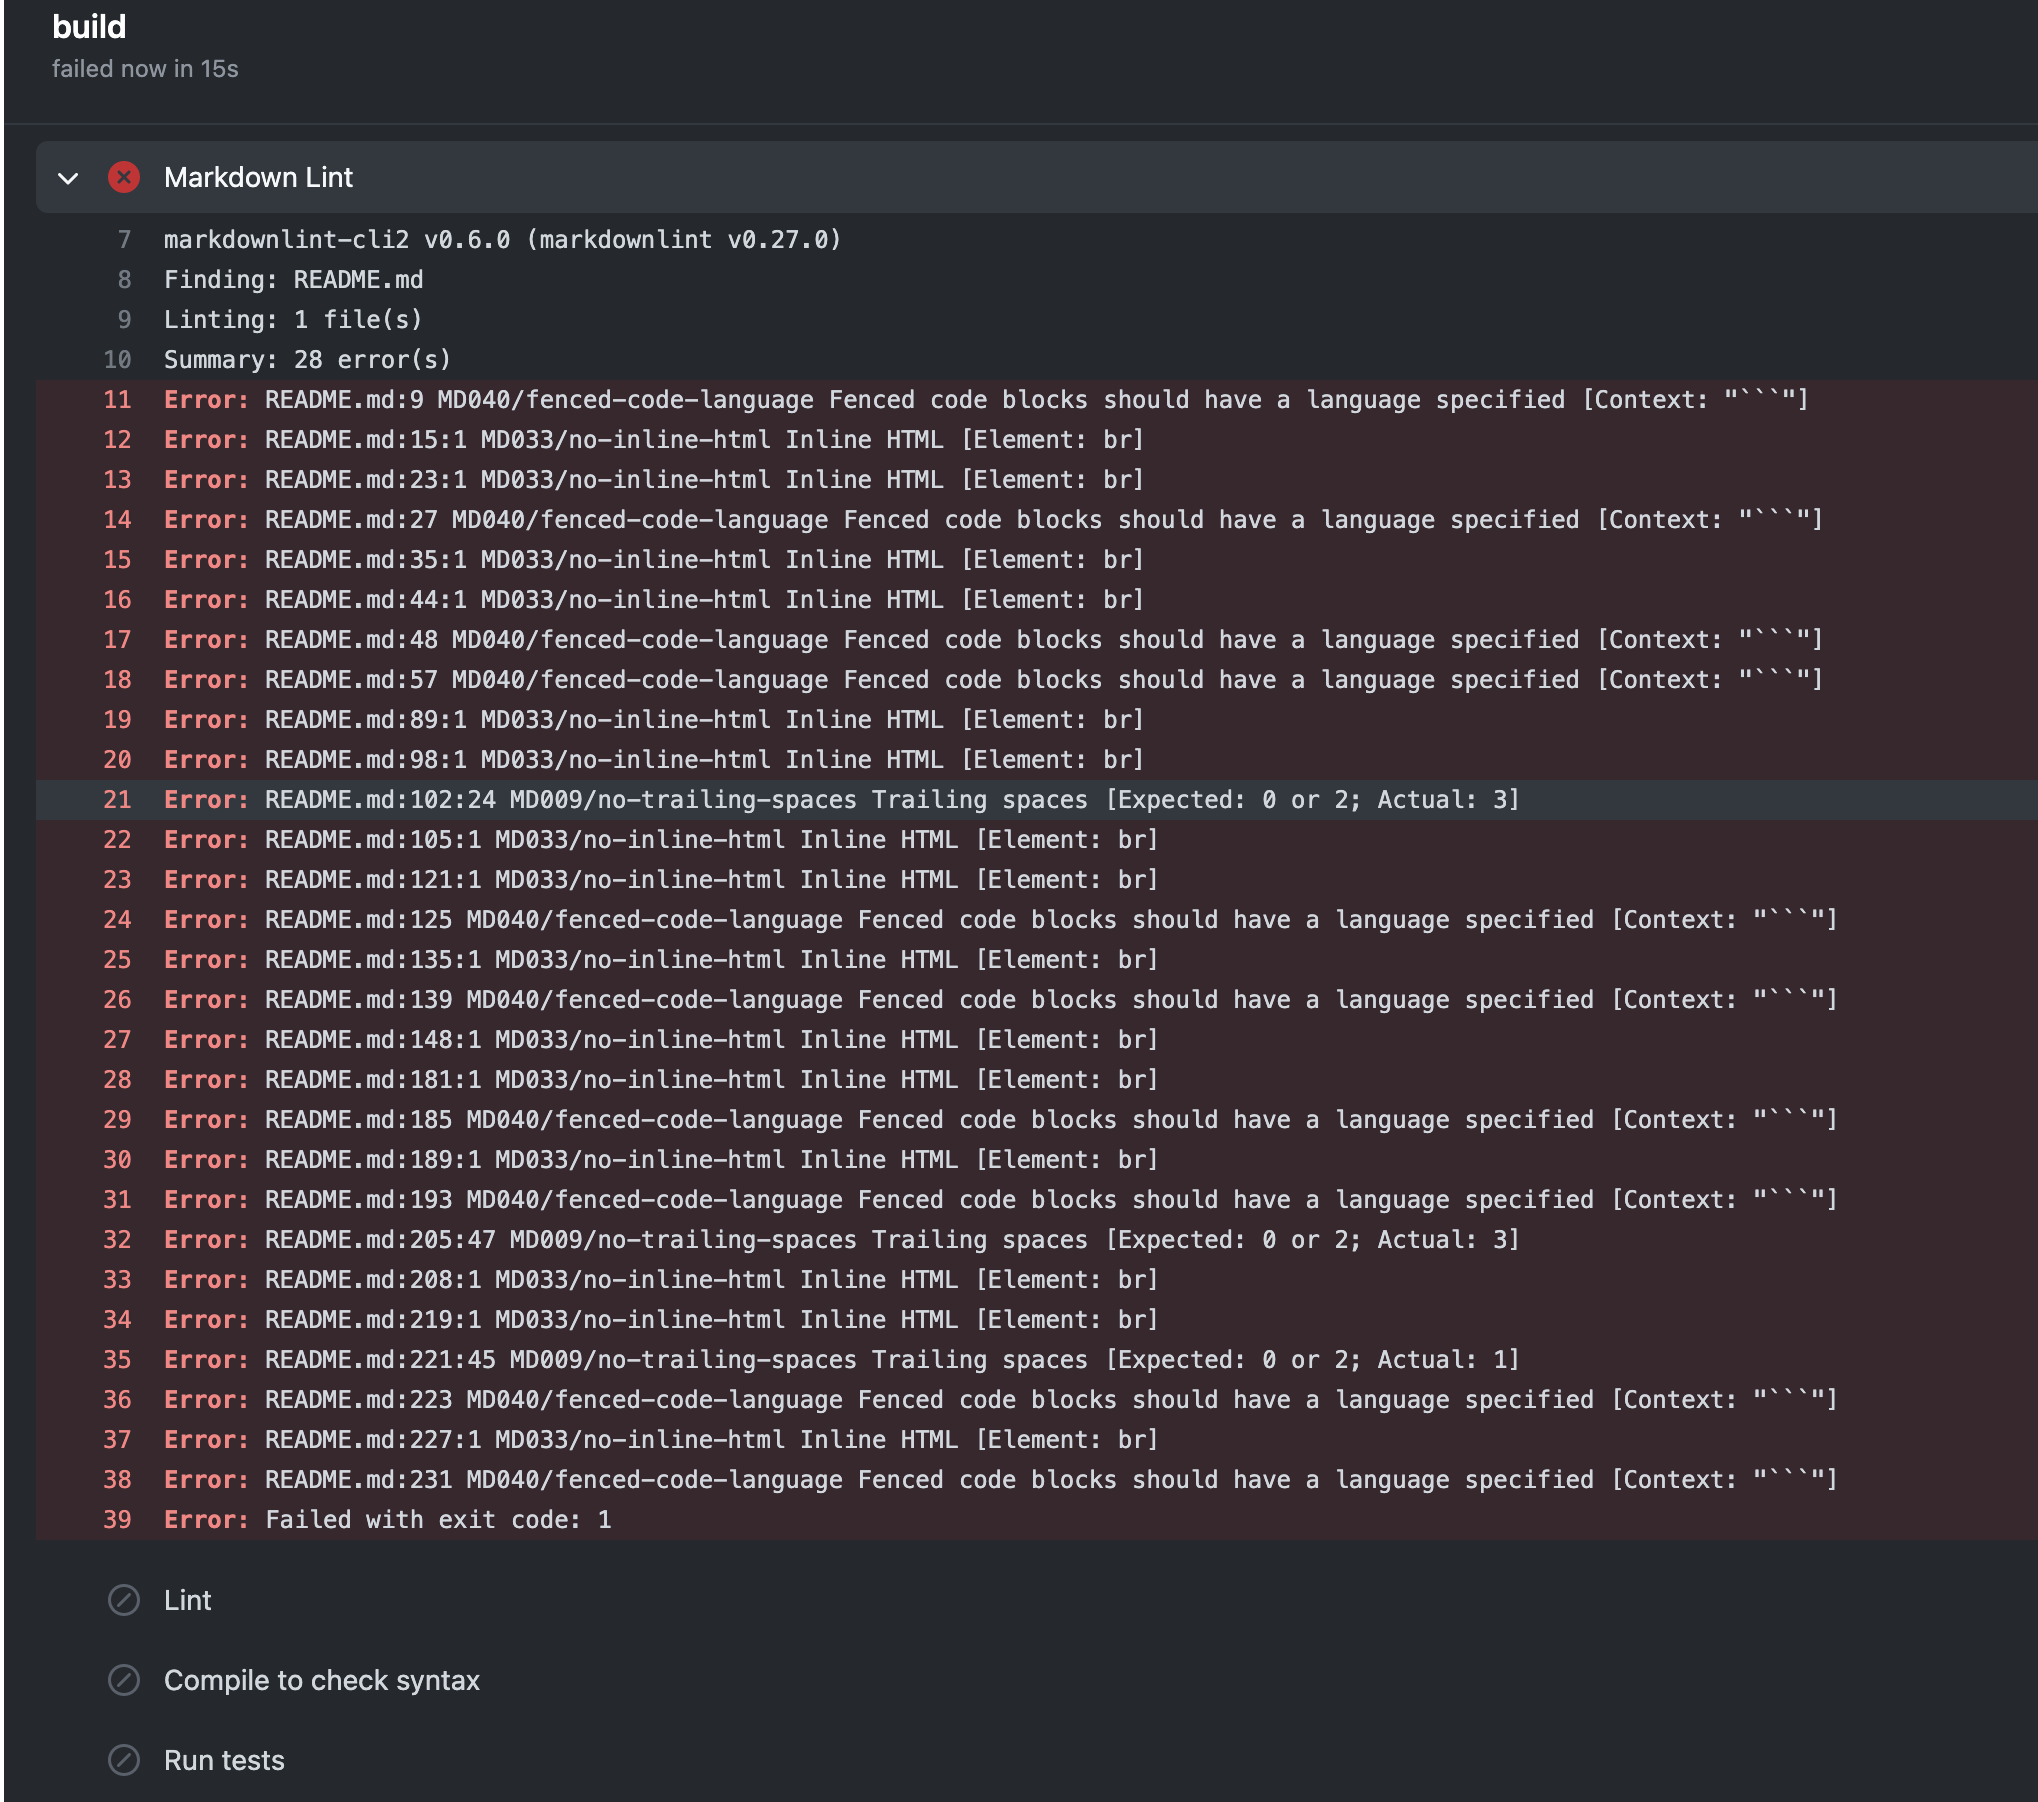 build
failed now in 15s
Markdown Lint
7 markdownlint-cli2 v0.6.0 (markdownlint v0.27.0)
8 Finding: README.md
9 Linting: 1 file(s)
10 Summary: 28 error(s)
11 Error: README.md:9 MD040/fenced-code-language Fenced code blocks should have a language specified [Context: "```"]
12 Error: README.md:15:1 MD033/no-inline-html Inline HTML [Element: br]
13 Error: README.md:23:1 MD033/no-inline-html Inline HTML [Element: br]
14 Error: README.md:27 MD040/fenced-code-language Fenced code blocks should have a language specified [Context: "```"]
15 Error: README.md:35:1 MD033/no-inline-html Inline HTML [Element: br]
16 Error: README.md:44:1 MD033/no-inline-html Inline HTML [Element: br]
17 Error: README.md:48 MD040/fenced-code-language Fenced code blocks should have a language specified [Context: "```"]
18 Error: README.md:57 MD040/fenced-code-language Fenced code blocks should have a language specified [Context: "```"]
19 Error: README.md:89:1 MD033/no-inline-html Inline HTML [Element: br]
20 Error: README.md:98:1 MD033/no-inline-html Inline HTML [Element: br]
21 Error: README.md:102:24 MD009/no-trailing-spaces Trailing spaces [Expected: 0 or 2; Actual: 3]
22 Error: README.md:105:1 MD033/no-inline-html Inline HTML [Element: br]
23 Error: README.md:121:1 MD033/no-inline-html Inline HTML [Element: br]
24 Error: README.md:125 MD040/fenced-code-language Fenced code blocks should have a language specified [Context: "```"]
25 Error: README.md:135:1 MD033/no-inline-html Inline HTML [Element: br]
26 Error: README.md:139 MD040/fenced-code-language Fenced code blocks should have a language specified [Context: "```"]
27 Error: README.md:148:1 MD033/no-inline-html Inline HTML [Element: br]
28 Error: README.md:181:1 MD033/no-inline-html Inline HTML [Element: br]
29 Error: README.md:185 MD040/fenced-code-language Fenced code blocks should have a language specified [Context: "```"]
30 Error: README.md:189:1 MD033/no-inline-html Inline HTML [Element: br]
31 Error: README.md:193 MD040/fenced-code-language Fenced code blocks should have a language specified [Context: "```"]
32 Error: README.md:205:47 MD009/no-trailing-spaces Trailing spaces [Expected: 0 or 2; Actual: 3]
33 Error: README.md:208:1 MD033/no-inline-html Inline HTML [Element: br]
34 Error: README.md:219:1 MD033/no-inline-html Inline HTML [Element: br]
35 Error: README.md:221:45 MD009/no-trailing-spaces Trailing spaces [Expected: 0 or 2; Actual: 1]
36 Error: README.md:223 MD040/fenced-code-language Fenced code blocks should have a language specified [Context: "```"]
37 Error: README.md:227:1 MD033/no-inline-html Inline HTML [Element: br]
38 Error: README.md:231 MD040/fenced-code-language Fenced code blocks should have a language specified [Context: "```"]
39 Error: Failed with exit code: 1
Lint
Compile to check syntax
Run tests